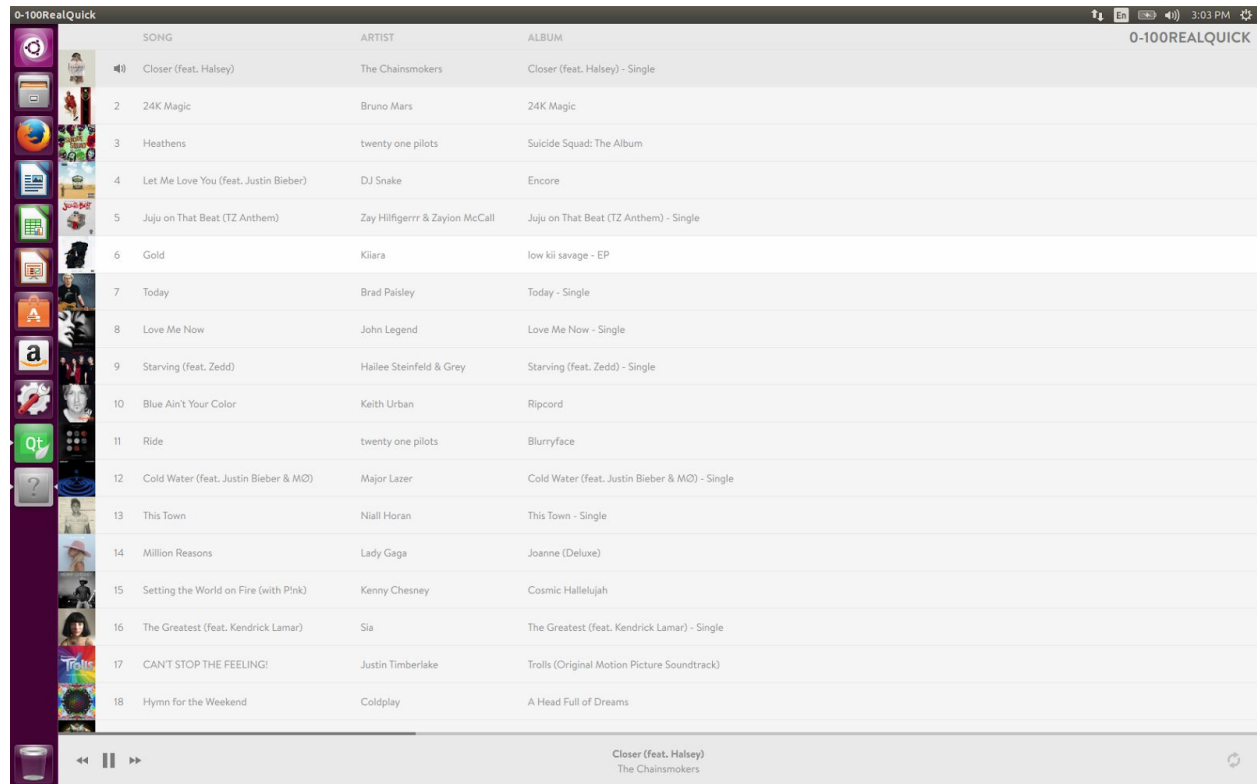 0-100RealQuick En 3:03 PM
SONG ARTIST ALBUM 0-100REALQUICK
Closer (feat. Halsey) The Chainsmokers Closer (feat. Halsey) - Single
2 24K Magic Bruno Mars 24K Magic
3 Heathens twenty one pilots Suicide Squad: The Album
4 Let Me Love You (feat. Justin Bieber) DJ Snake Encore
5 Juju on That Beat (TZ Anthem) Zay Hilfigerrr & Zayion McCall Juju on That Beat (TZ Anthem) - Single
6 Gold Kiiara low kii savage - EP
7 Today Brad Paisley Today - Single
8 Love Me Now John Legend Love Me Now - Single
9 Starving (feat. Zedd) Hailee Steinfeld & Grey Starving (feat. Zedd) - Single
10 Blue Ain't Your Color Keith Urban Ripcord
11 Ride twenty one pilots Blurryface
12 Cold Water (feat. Justin Bieber & MØ) Major Lazer Cold Water (feat. Justin Bieber & MØ) - Single
13 This Town Niall Horan This Town - Single
14 Million Reasons Lady Gaga Joanne (Deluxe)
15 Setting the World on Fire (with P!nk) Kenny Chesney Cosmic Hallelujah
16 The Greatest (feat. Kendrick Lamar) Sia The Greatest (feat. Kendrick Lamar) - Single
Trolls 17 CAN'T STOP THE FEELING! Justin Timberlake Trolls (Original Motion Picture Soundtrack)
18 Hymn for the Weekend Coldplay A Head Full of Dreams
Closer (feat. Halsey)
The Chainsmokers
A
a
Qt
?